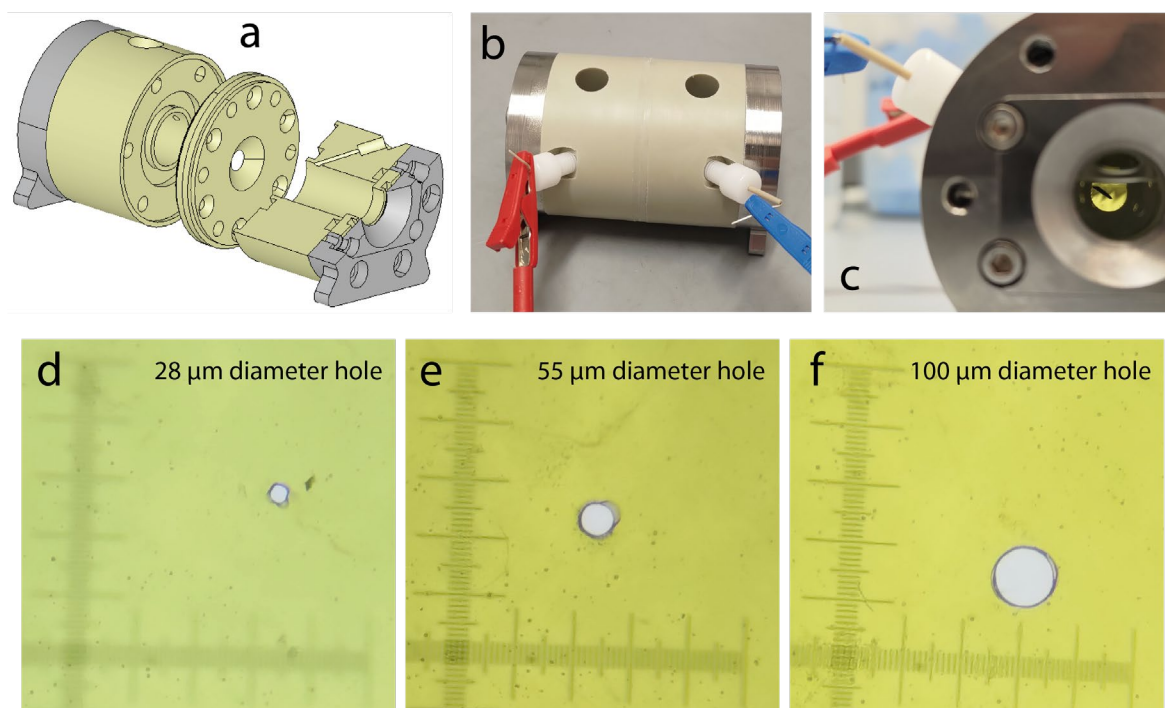 a
b
c
d
28 μm diameter hole
e
55 μm diameter hole
f
100 μm diameter hole